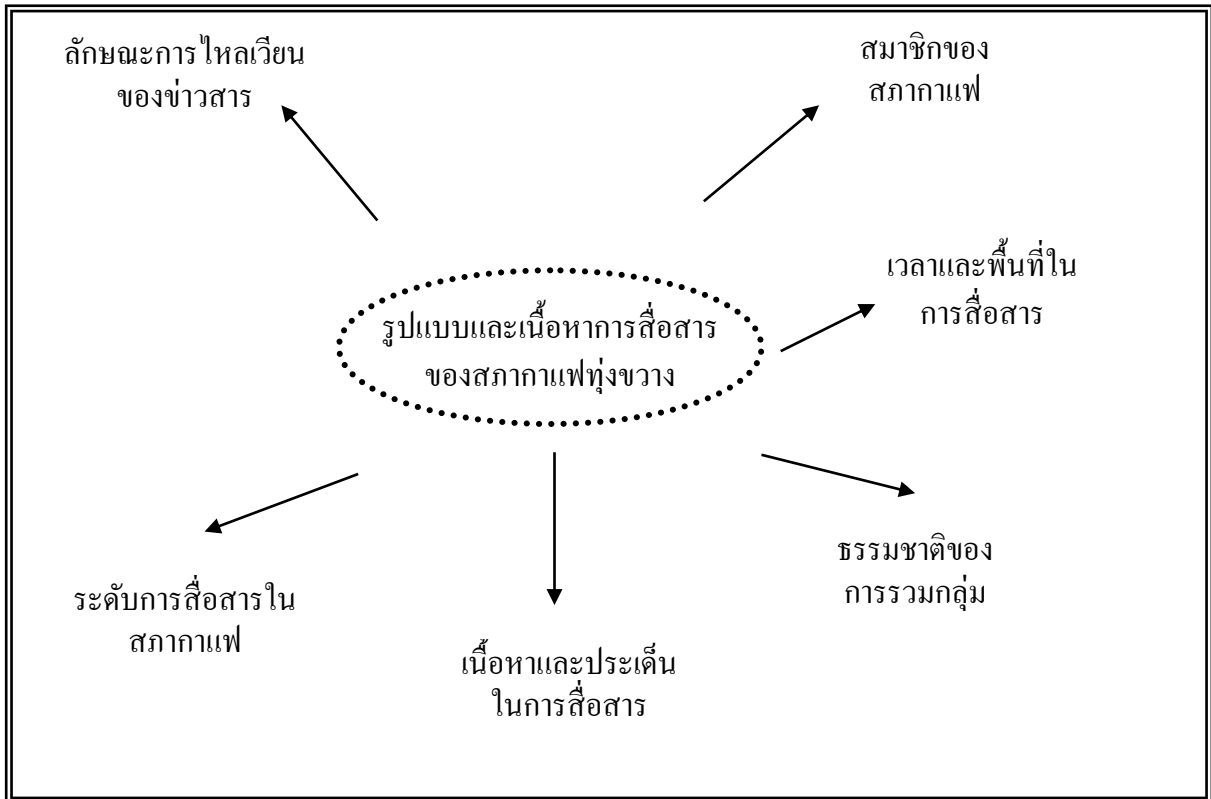 ลักษณะการไหลเวียน
ของข่าวสาร
สมาชิกของ
สภากาแฟ
เวลาและพื้นที่ใน
การสื่อสาร
รูปแบบและเนื้อหาการสื่อสาร
ของสภากาแฟทุ่งขวาง
ธรรมชาติของ
การรวมกลุ่ม
ระดับการสื่อสารใน
สภากาแฟ
เนื้อหาและประเด็น
ในการสื่อสาร